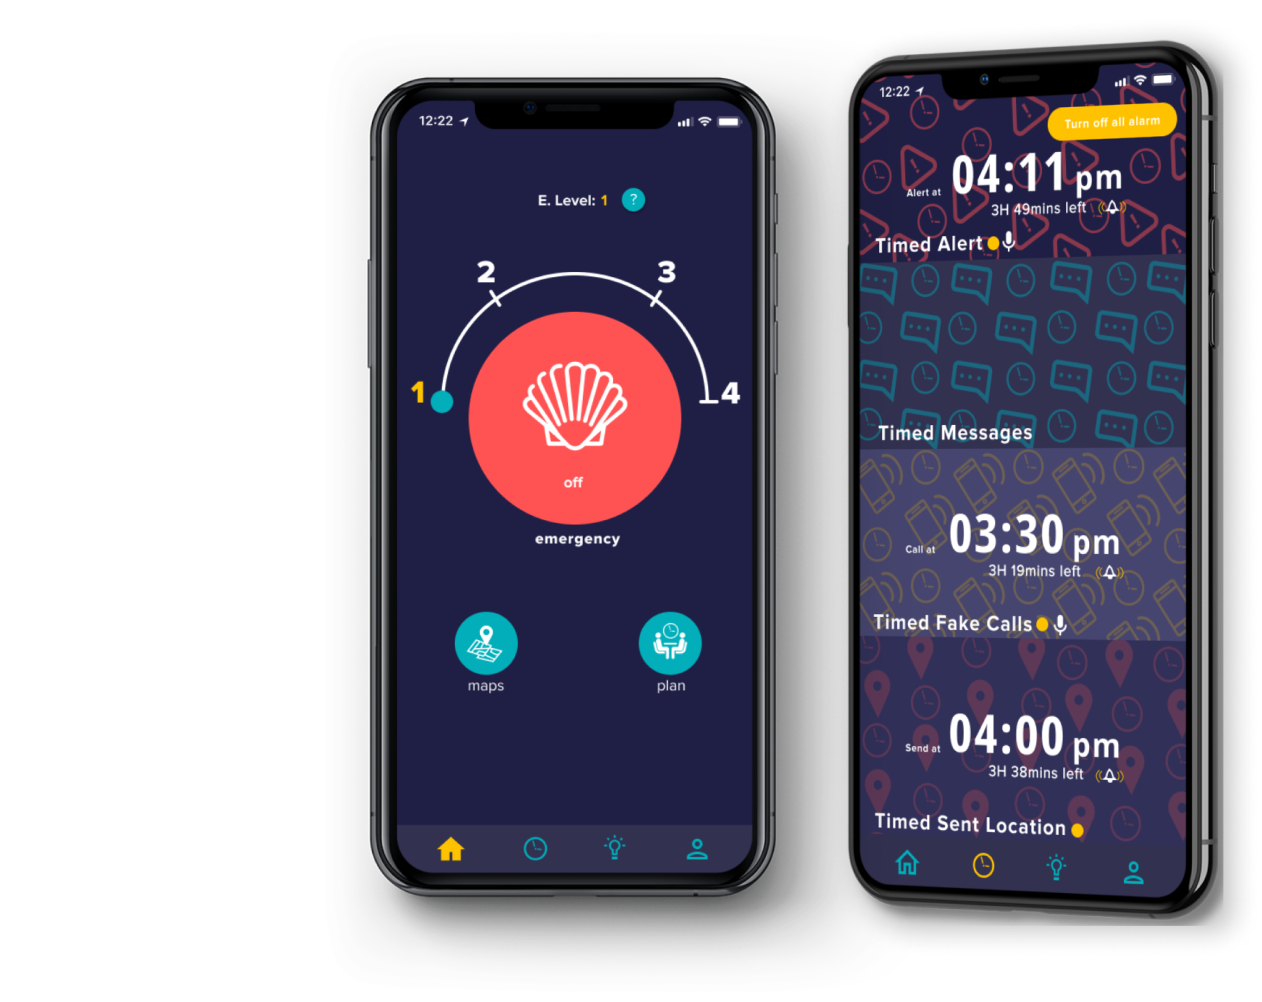 12:22
E. Level: 1 ?
2 3
1 4
off
emergency
maps plan
12:22
Turn off all alarm
Alert at 04:11 pm
3H 49mins left
Timed Alert
Timed Messages
Call at 03:30 pm
3H 19mins left
Timed Fake Calls
Send at 04:00 pm
3H 38mins left
Timed Sent Location